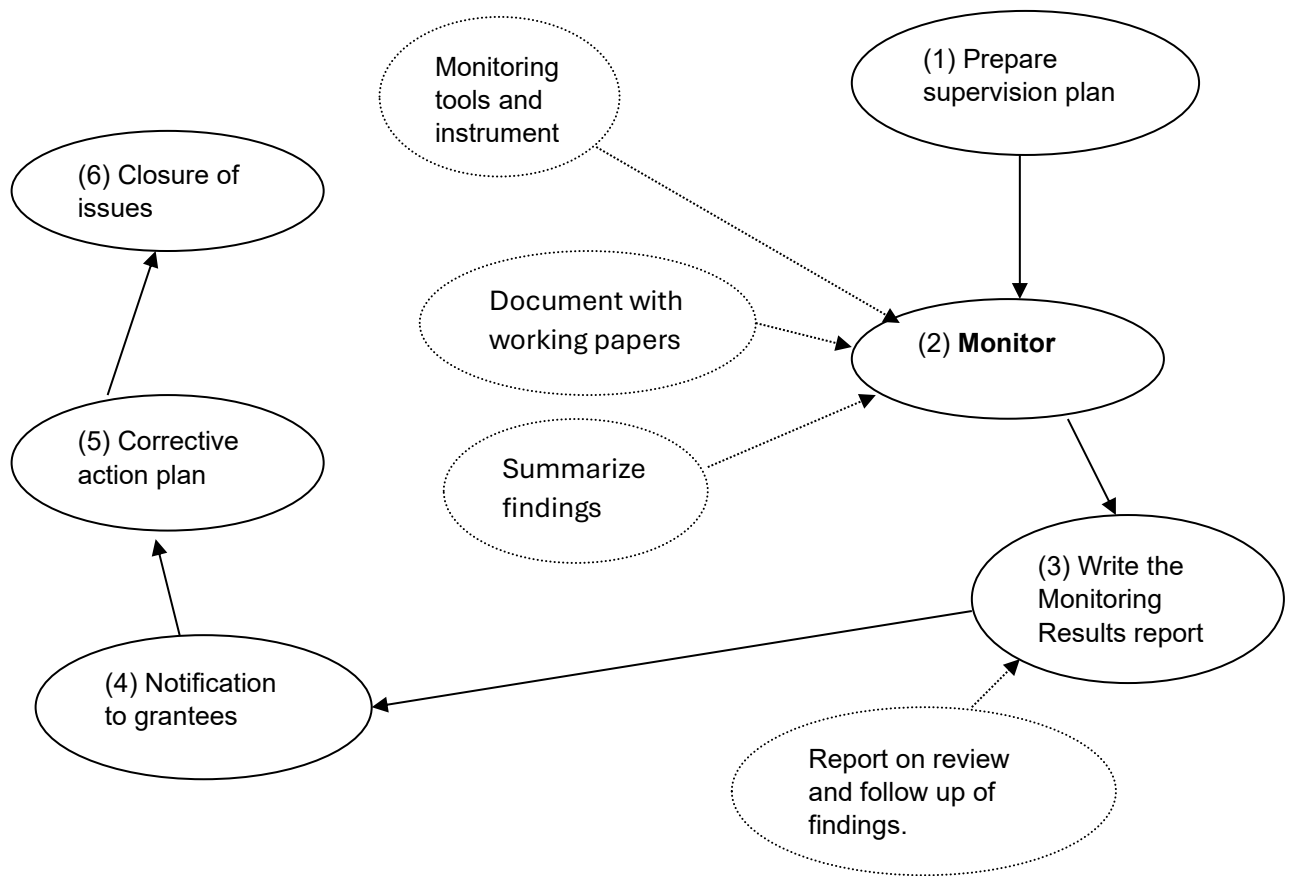 (1) Prepare
supervision plan
Monitoring
tools and
instrument
(6) Closure of
issues
Document with
working papers
(2) Monitor
(5) Corrective
action plan
Summarize
findings
(3) Write the
Monitoring
Results report
(4) Notification
to grantees
Report on review
and follow up of
findings.